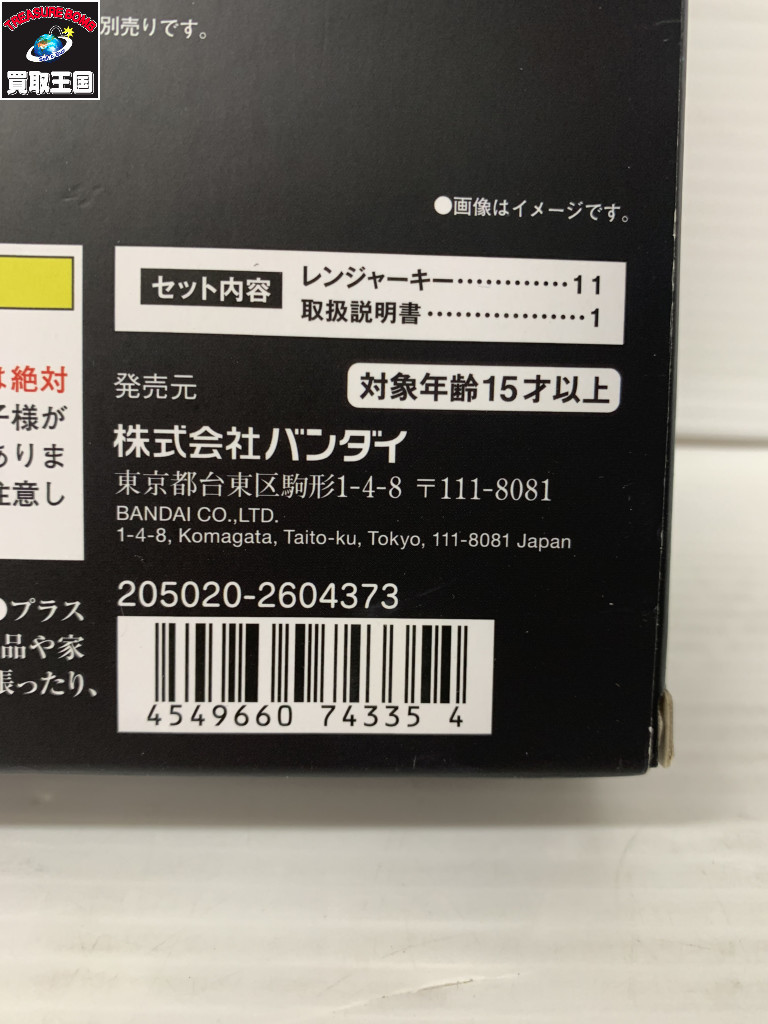 TREASURE BOMB
買取王国
別売りです。
●画像はイメージです。
セット内容
レンジャーキー…………11
取扱説明書………………1
は絶対
子様が
ありま
注意し
発売元
対象年齢15才以上
株式会社バンダイ
東京都台東区駒形1-4-8 〒111-8081
BANDAI CO.,LTD.
1-4-8, Komagata, Taito-ku, Tokyo, 111-8081 Japan
205020-2604373
●プラス
品や家
張ったり、
4549660 74335 4